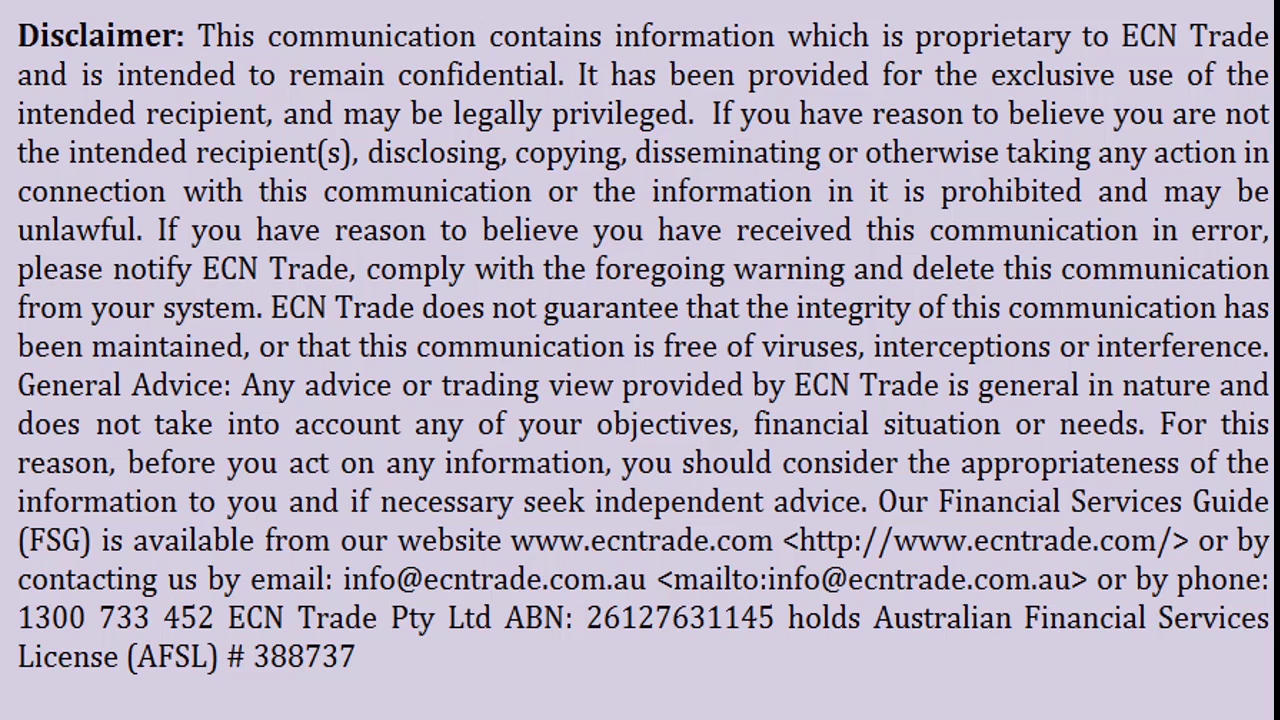 Disclaimer: This communication contains information which is proprietary to ECN Trade
and is intended to remain confidential. It has been provided for the exclusive use of the
intended recipient, and may be legally privileged. If you have reason to believe you are not
the intended recipient(s), disclosing, copying, disseminating or otherwise taking any action in
connection with this communication or the information in it is prohibited and may be
unlawful. If you have reason to believe you have received this communication in error,
please notify ECN Trade, comply with the foregoing warning and delete this communication
from your system. ECN Trade does not guarantee that the integrity of this communication has
been maintained, or that this communication is free of viruses, interceptions or interference.
General Advice: Any advice or trading view provided by ECN Trade is general in nature and
does not take into account any of your objectives, financial situation or needs. For this
reason, before you act on any information, you should consider the appropriateness of the
information to you and if necessary seek independent advice. Our Financial Services Guide
(FSG) is available from our website www.ecntrade.com <http://www.ecntrade.com/> or by
contacting us by email: info@ecntrade.com.au <mailto:info@ecntrade.com.au> or by phone:
1300 733 452 ECN Trade Pty Ltd ABN: 26127631145 holds Australian Financial Services
License (AFSL) # 388737